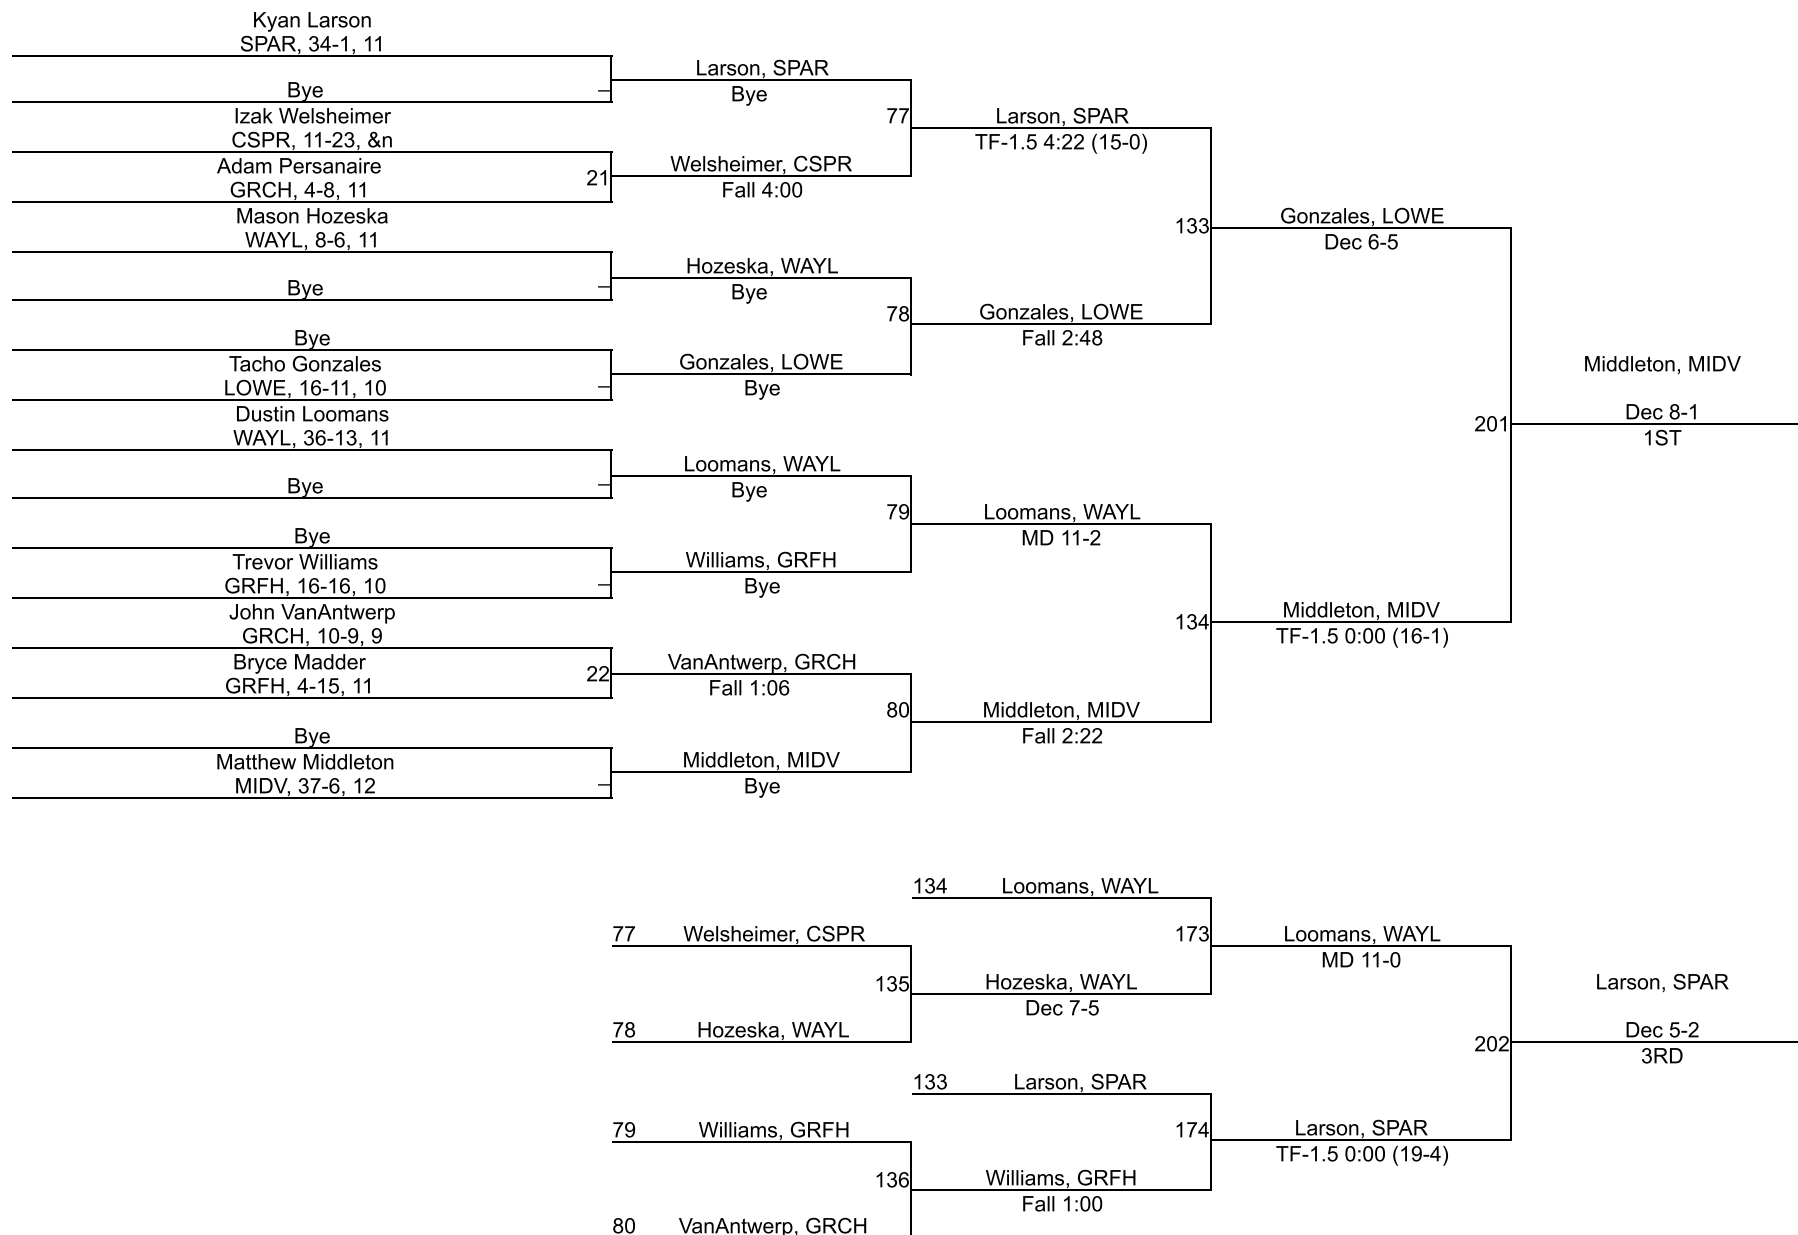 Kyan Larson
SPAR, 34-1, 11
Bye
Izak Welsheimer
CSPR, 11-23, &n
Adam Persanaire
GRCH, 4-8, 11
21
Mason Hozeska
WAYL, 8-6, 11
Bye
Bye
Tacho Gonzales
LOWE, 16-11, 10
Dustin Loomans
WAYL, 36-13, 11
Bye
Bye
Trevor Williams
GRFH, 16-16, 10
John VanAntwerp
GRCH, 10-9, 9
Bryce Madder
GRFH, 4-15, 11
22
Bye
Matthew Middleton
MIDV, 37-6, 12
Larson, SPAR
Bye
77
Welsheimer, CSPR
Fall 4:00
Hozeska, WAYL
Bye
78
Gonzales, LOWE
Bye
Loomans, WAYL
Bye
79
Williams, GRFH
Bye
VanAntwerp, GRCH
Fall 1:06
80
Middleton, MIDV
Bye
Larson, SPAR
TF-1.5 4:22 (15-0)
133
Gonzales, LOWE
Fall 2:48
Loomans, WAYL
MD 11-2
134
Middleton, MIDV
Fall 2:22
Gonzales, LOWE
Dec 6-5
201
Middleton, MIDV
TF-1.5 0:00 (16-1)
Middleton, MIDV
Dec 8-1
1ST
134 Loomans, WAYL
77 Welsheimer, CSPR
173
135
Hozeska, WAYL
Dec 7-5
78 Hozeska, WAYL
Loomans, WAYL
MD 11-0
133 Larson, SPAR
79 Williams, GRFH
174
136
Williams, GRFH
Fall 1:00
80 VanAntwerp, GRCH
Larson, SPAR
TF-1.5 0:00 (19-4)
202
Larson, SPAR
Dec 5-2
3RD